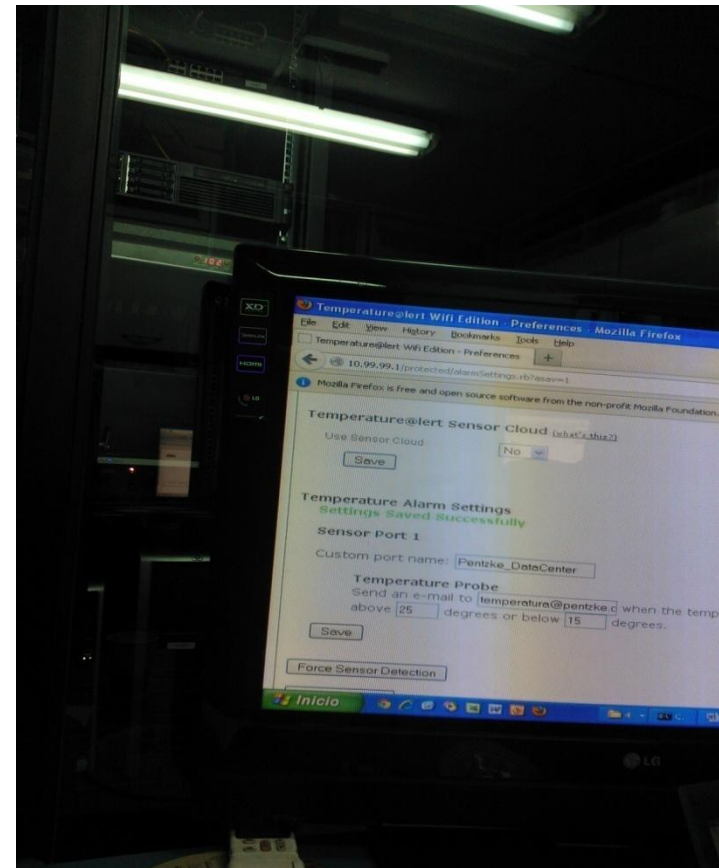 102
XD
HDMI
LG
Temperature@lert Wifi Edition - Preferences - Mozilla Firefox
File Edit View History Bookmarks Tools Help
Temperature@lert Wifi Edition - Preferences +
10.99.99.1/protected/alarmSettings.rb?asav=1
Mozilla Firefox is free and open source software from the non-profit Mozilla Foundation.
Temperature@lert Sensor Cloud (what's this?)
Use Sensor Cloud No
Save
Temperature Alarm Settings
Settings Saved Successfully
Sensor Port 1
Custom port name: Pentzke_DataCenter
Temperature Probe
Send an e-mail to temperatura@pentzke.c when the temp
above 25 degrees or below 15 degrees.
Save
Force Sensor Detection
Inicio
LG